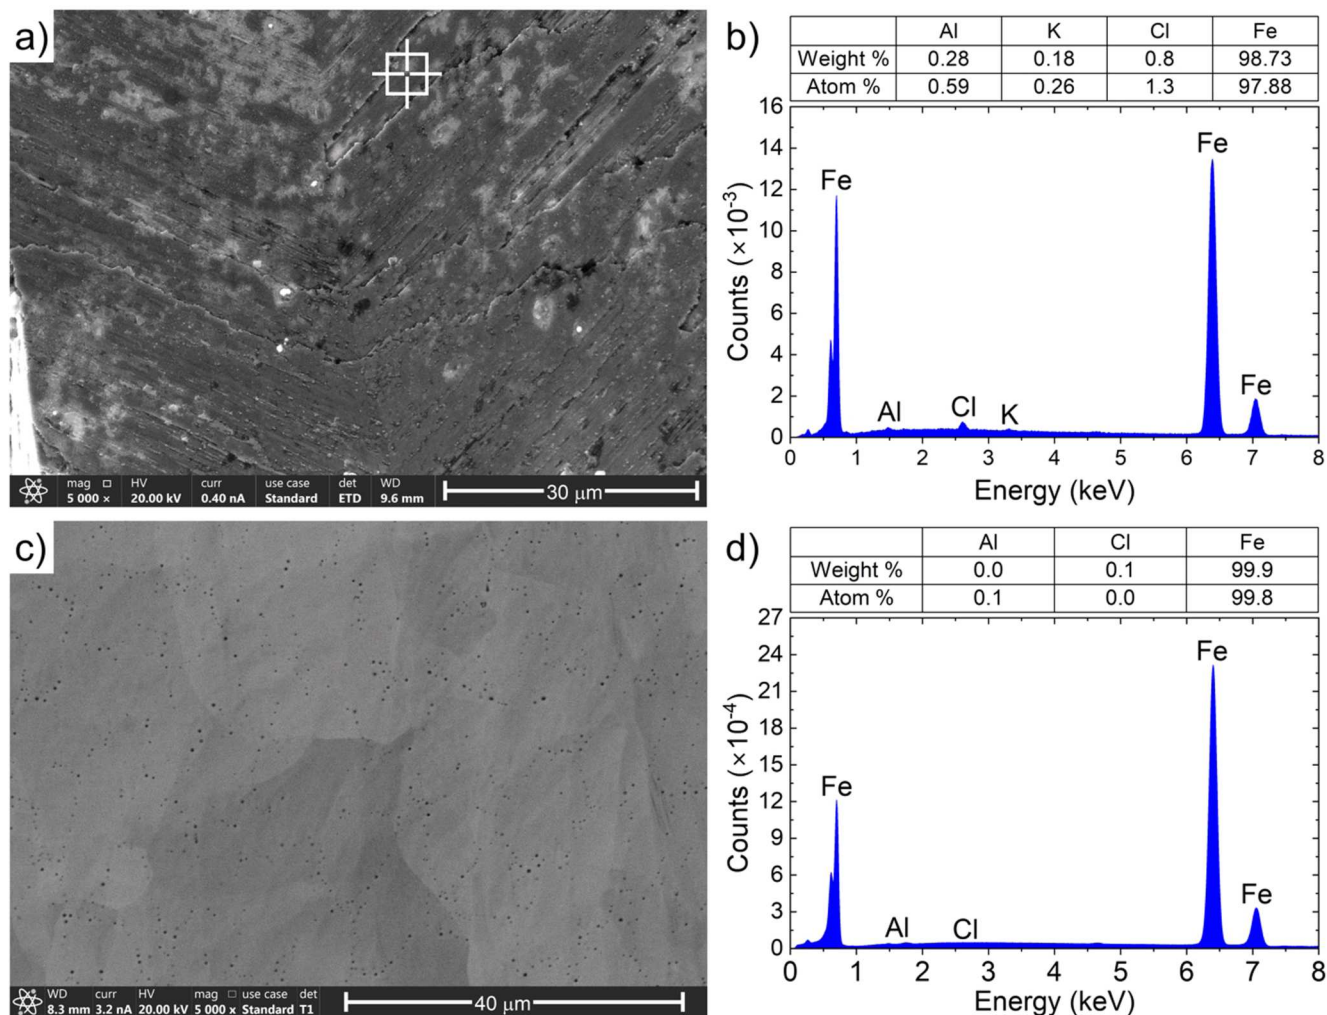 a)
mag □ HV curr use case det WD
5 000 × 20.00 kV 0.40 nA Standard ETD 9.6 mm
30 μm
b)
Al K Cl Fe
Weight % 0.28 0.18 0.8 98.73
Atom % 0.59 0.26 1.3 97.88
16
14
12
10
8
6
4
2
0
Counts (×10⁻³)
Fe
Al
Cl
K
Fe
Fe
0 1 2 3 4 5 6 7 8
Energy (keV)
c)
WD curr HV mag □ use case det
8.3 mm 3.2 nA 20.00 kV 5 000 x Standard T1
40 μm
d)
Al Cl Fe
Weight % 0.0 0.1 99.9
Atom % 0.1 0.0 99.8
27
24
21
18
15
12
9
6
3
0
Counts (×10⁻⁴)
Fe
Al
Cl
Fe
Fe
0 1 2 3 4 5 6 7 8
Energy (keV)